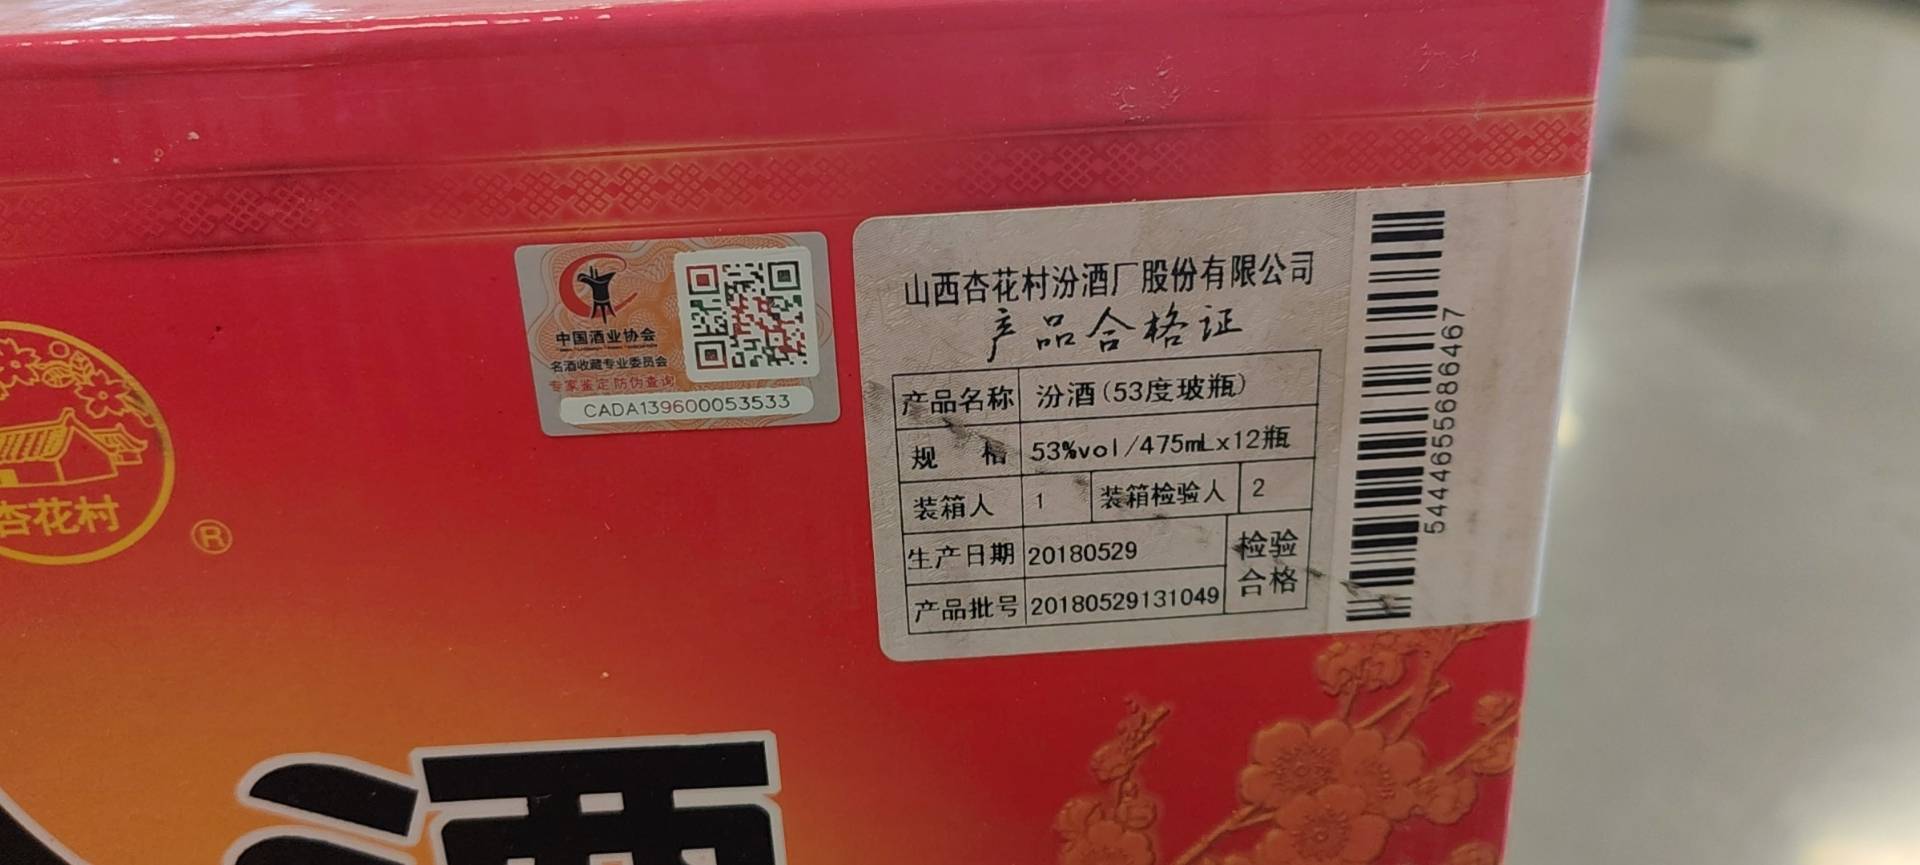 中国酒业协会
名酒收藏专业委员会
专家鉴定 防伪查询
CADA139600053533
杏花村
®
山西杏花村汾酒厂股份有限公司
产品合格证
产品名称 汾酒(53度玻瓶)
规 格 53%vol/475mLx12瓶
装箱人 1 装箱检验人 2
生产日期 20180529
产品批号 20180529131049
检验
合格
54446556886467
酒